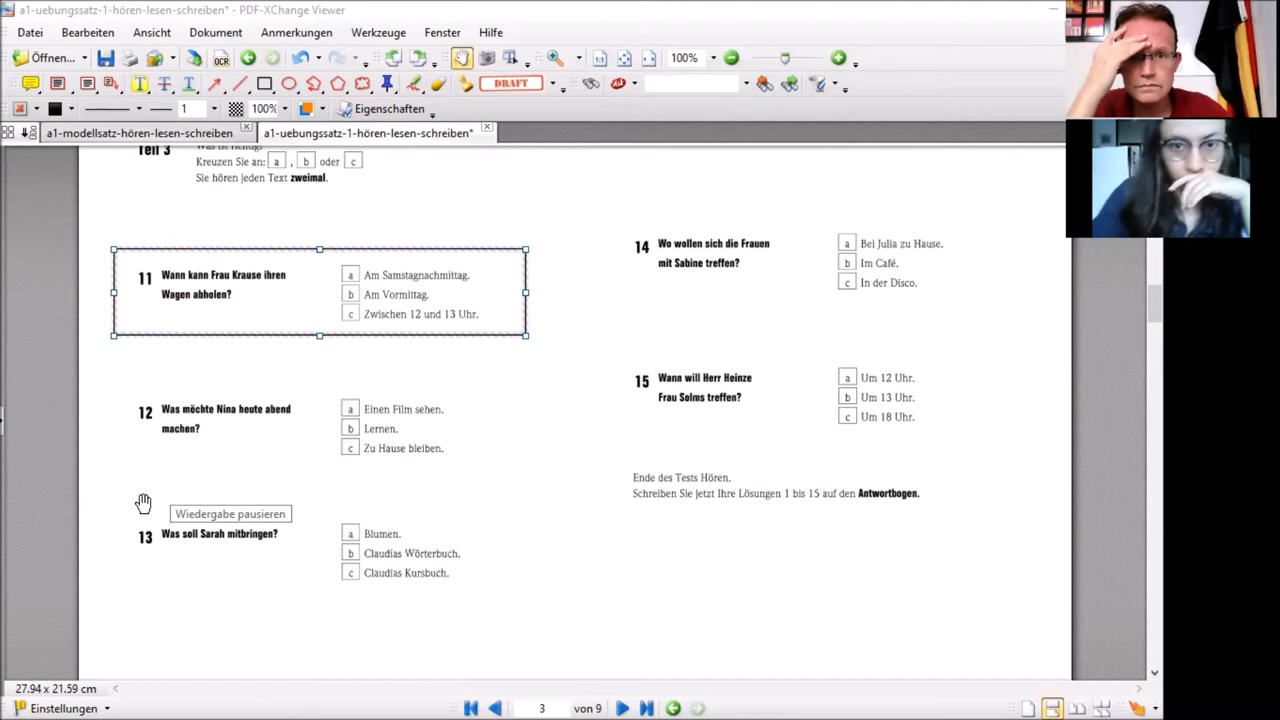 a1-uebungssatz-1-hören-lesen-schreiben* - PDF-XChange Viewer
Datei Bearbeiten Ansicht Dokument Anmerkungen Werkzeuge Fenster Hilfe
Öffnen... OCR 100%
DRAFT
1 100% Eigenschaften
a1-modellsatz-hören-lesen-schreiben a1-uebungssatz-1-hören-lesen-schreiben*
Teil 3 Was ist richtig?
Kreuzen Sie an: a , b oder c
Sie hören jeden Text zweimal.
11 Wann kann Frau Krause ihren
Wagen abholen?
a Am Samstagnachmittag.
b Am Vormittag.
c Zwischen 12 und 13 Uhr.
12 Was möchte Nina heute abend
machen?
a Einen Film sehen.
b Lernen.
c Zu Hause bleiben.
Wiedergabe pausieren
13 Was soll Sarah mitbringen?
a Blumen.
b Claudias Wörterbuch.
c Claudias Kursbuch.
14 Wo wollen sich die Frauen
mit Sabine treffen?
a Bei Julia zu Hause.
b Im Café.
c In der Disco.
15 Wann will Herr Heinze
Frau Solms treffen?
a Um 12 Uhr.
b Um 13 Uhr.
c Um 18 Uhr.
Ende des Tests Hören.
Schreiben Sie jetzt Ihre Lösungen 1 bis 15 auf den Antwortbogen.
27.94 x 21.59 cm
Einstellungen 3 von 9